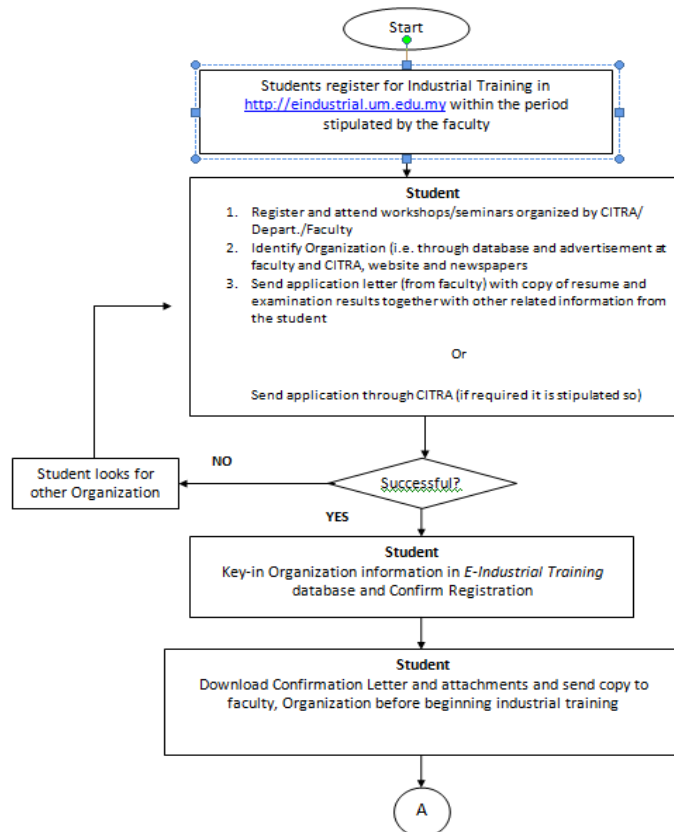 Start
Students register for Industrial Training in
http://eindustrial.um.edu.my within the period
stipulated by the faculty
Student
1. Register and attend workshops/seminars organized by CITRA/
Depart./Faculty
2. Identify Organization (i.e. through database and advertisement at
faculty and CITRA, website and newspapers
3. Send application letter (from faculty) with copy of resume and
examination results together with other related information from
the student
Or
Send application through CITRA (if required it is stipulated so)
NO
Student looks for
other Organization
Successful?
YES
Student
Key-in Organization information in E-Industrial Training
database and Confirm Registration
Student
Download Confirmation Letter and attachments and send copy to
faculty, Organization before beginning industrial training
A